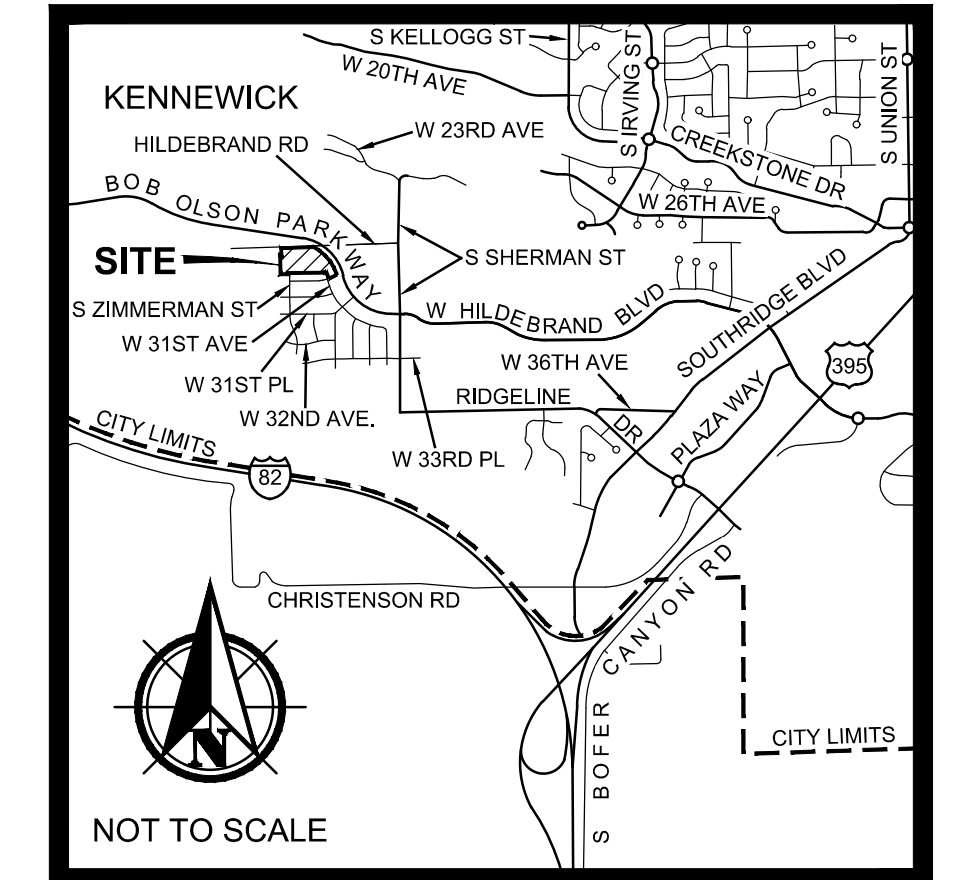 S KELLOGG ST
W 20TH AVE
S IRVING ST
S UNION ST
KENNEWICK
W 23RD AVE
HILDEBRAND RD
CREEKSTONE DR
BOB OLSON PARKWAY
W 26TH AVE
SITE
S SHERMAN ST
S ZIMMERMAN ST
W HILDEBRAND BLVD
SOUTHRIDGE BLVD
W 31ST AVE
W 36TH AVE
395
W 31ST PL
RIDGELINE DR
PLAZA WAY
W 32ND AVE.
CITY LIMITS
W 33RD PL
82
CHRISTENSON RD
S BOFER CANYON RD
N
CITY LIMITS
NOT TO SCALE